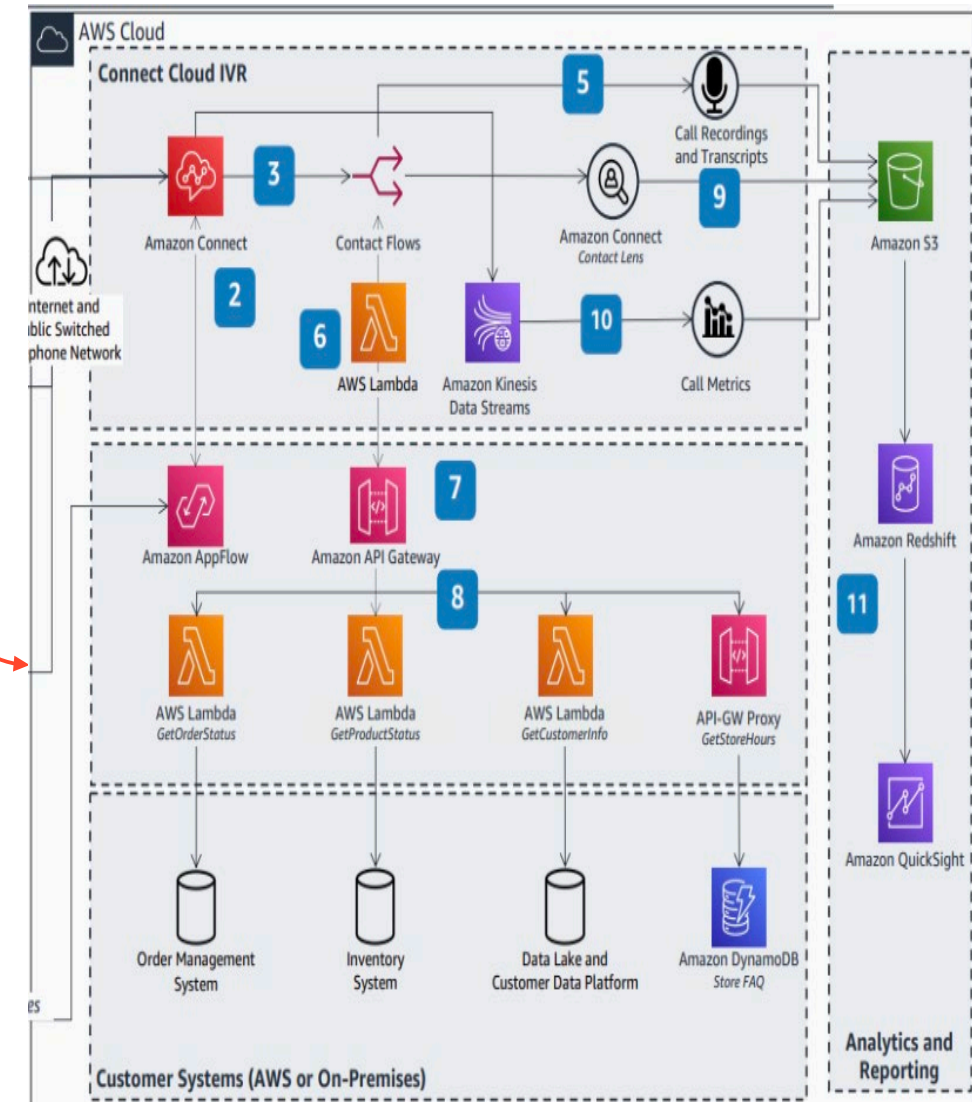 AWS Cloud
Connect Cloud IVR
5
Call Recordings
and Transcripts
3
9
Amazon Connect
Contact Flows
Amazon Connect
Contact Lens
Amazon S3
nternet and
blic Switched
phone Network
2
6
10
AWS Lambda
Amazon Kinesis
Data Streams
Call Metrics
7
Amazon AppFlow
Amazon API Gateway
Amazon Redshift
8
11
AWS Lambda
GetOrderStatus
AWS Lambda
GetProductStatus
AWS Lambda
GetCustomerInfo
API-GW Proxy
GetStoreHours
Amazon QuickSight
Order Management
System
Inventory
System
Data Lake and
Customer Data Platform
Amazon DynamoDB
Store FAQ
es
Analytics and
Reporting
Customer Systems (AWS or On-Premises)